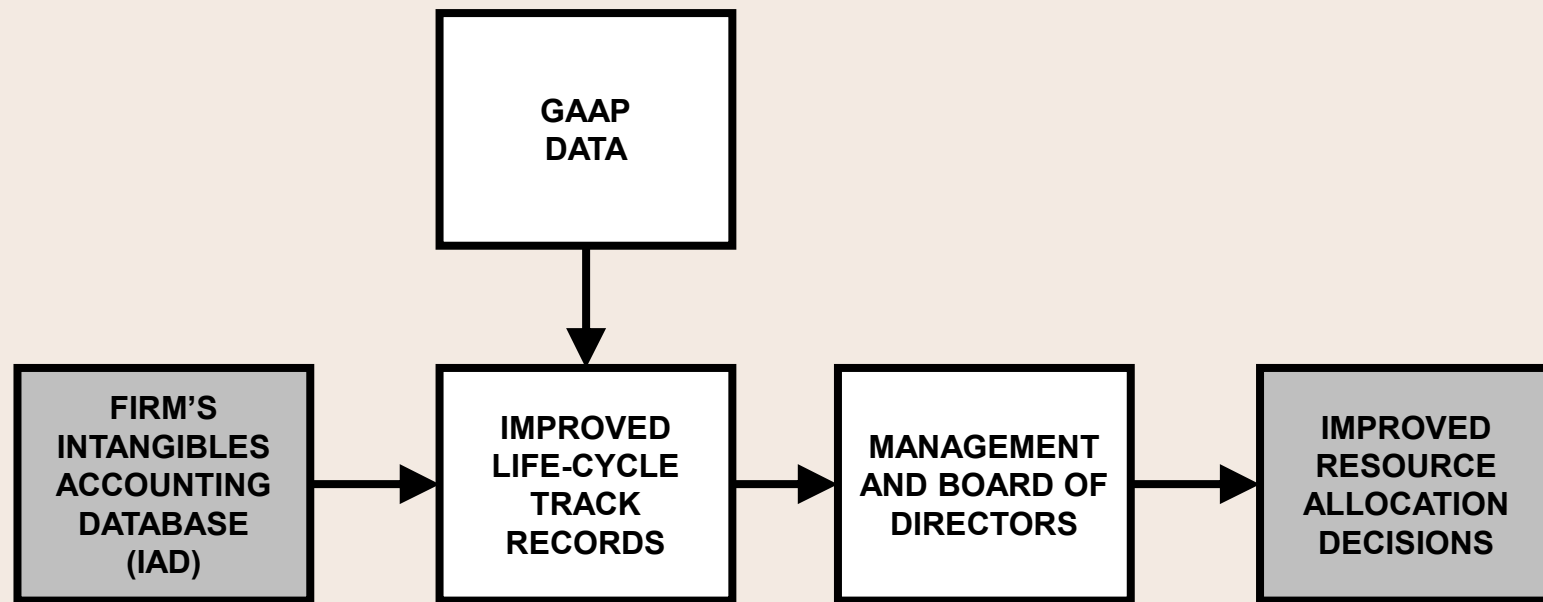 GAAP
DATA
FIRM’S
INTANGIBLES
ACCOUNTING
DATABASE
(IAD)
IMPROVED
LIFE-CYCLE
TRACK
RECORDS
MANAGEMENT
AND BOARD OF
DIRECTORS
IMPROVED
RESOURCE
ALLOCATION
DECISIONS